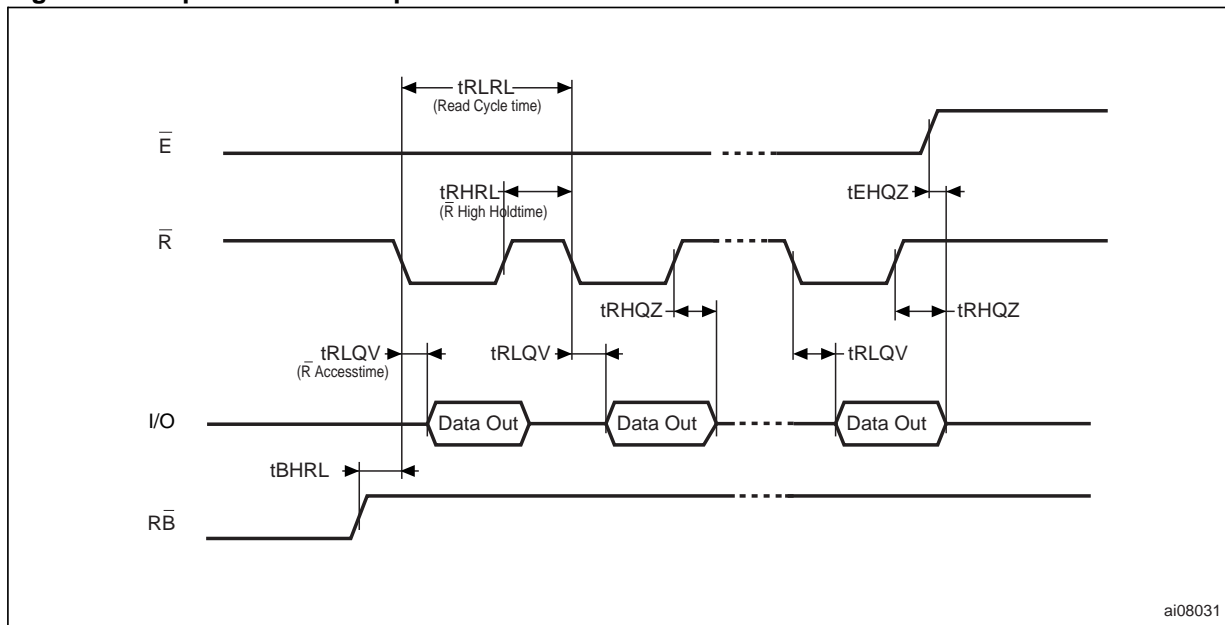 tRLRL
(Read Cycle time)
E̅
tRHRL
(R̅ High Holdtime)
tEHQZ
R̅
tRHQZ
tRHQZ
tRLQV
(R̅ Accesstime)
tRLQV
tRLQV
I/O
Data Out
Data Out
Data Out
tBHRL
RB̅
ai08031